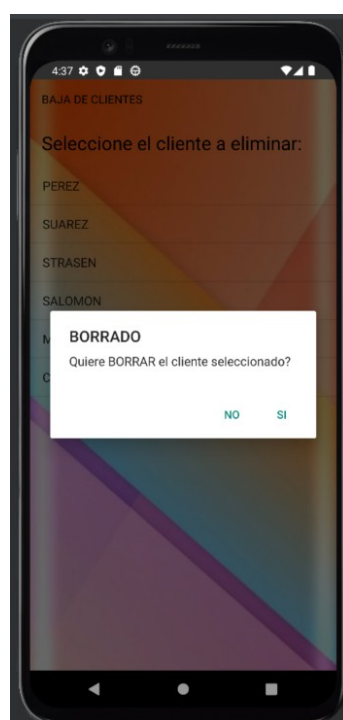 4:37
BAJA DE CLIENTES
Seleccione el cliente a eliminar:
PEREZ
SUAREZ
STRASEN
SALOMON
M
BORRADO
Quiere BORRAR el cliente seleccionado?
C
NO SI